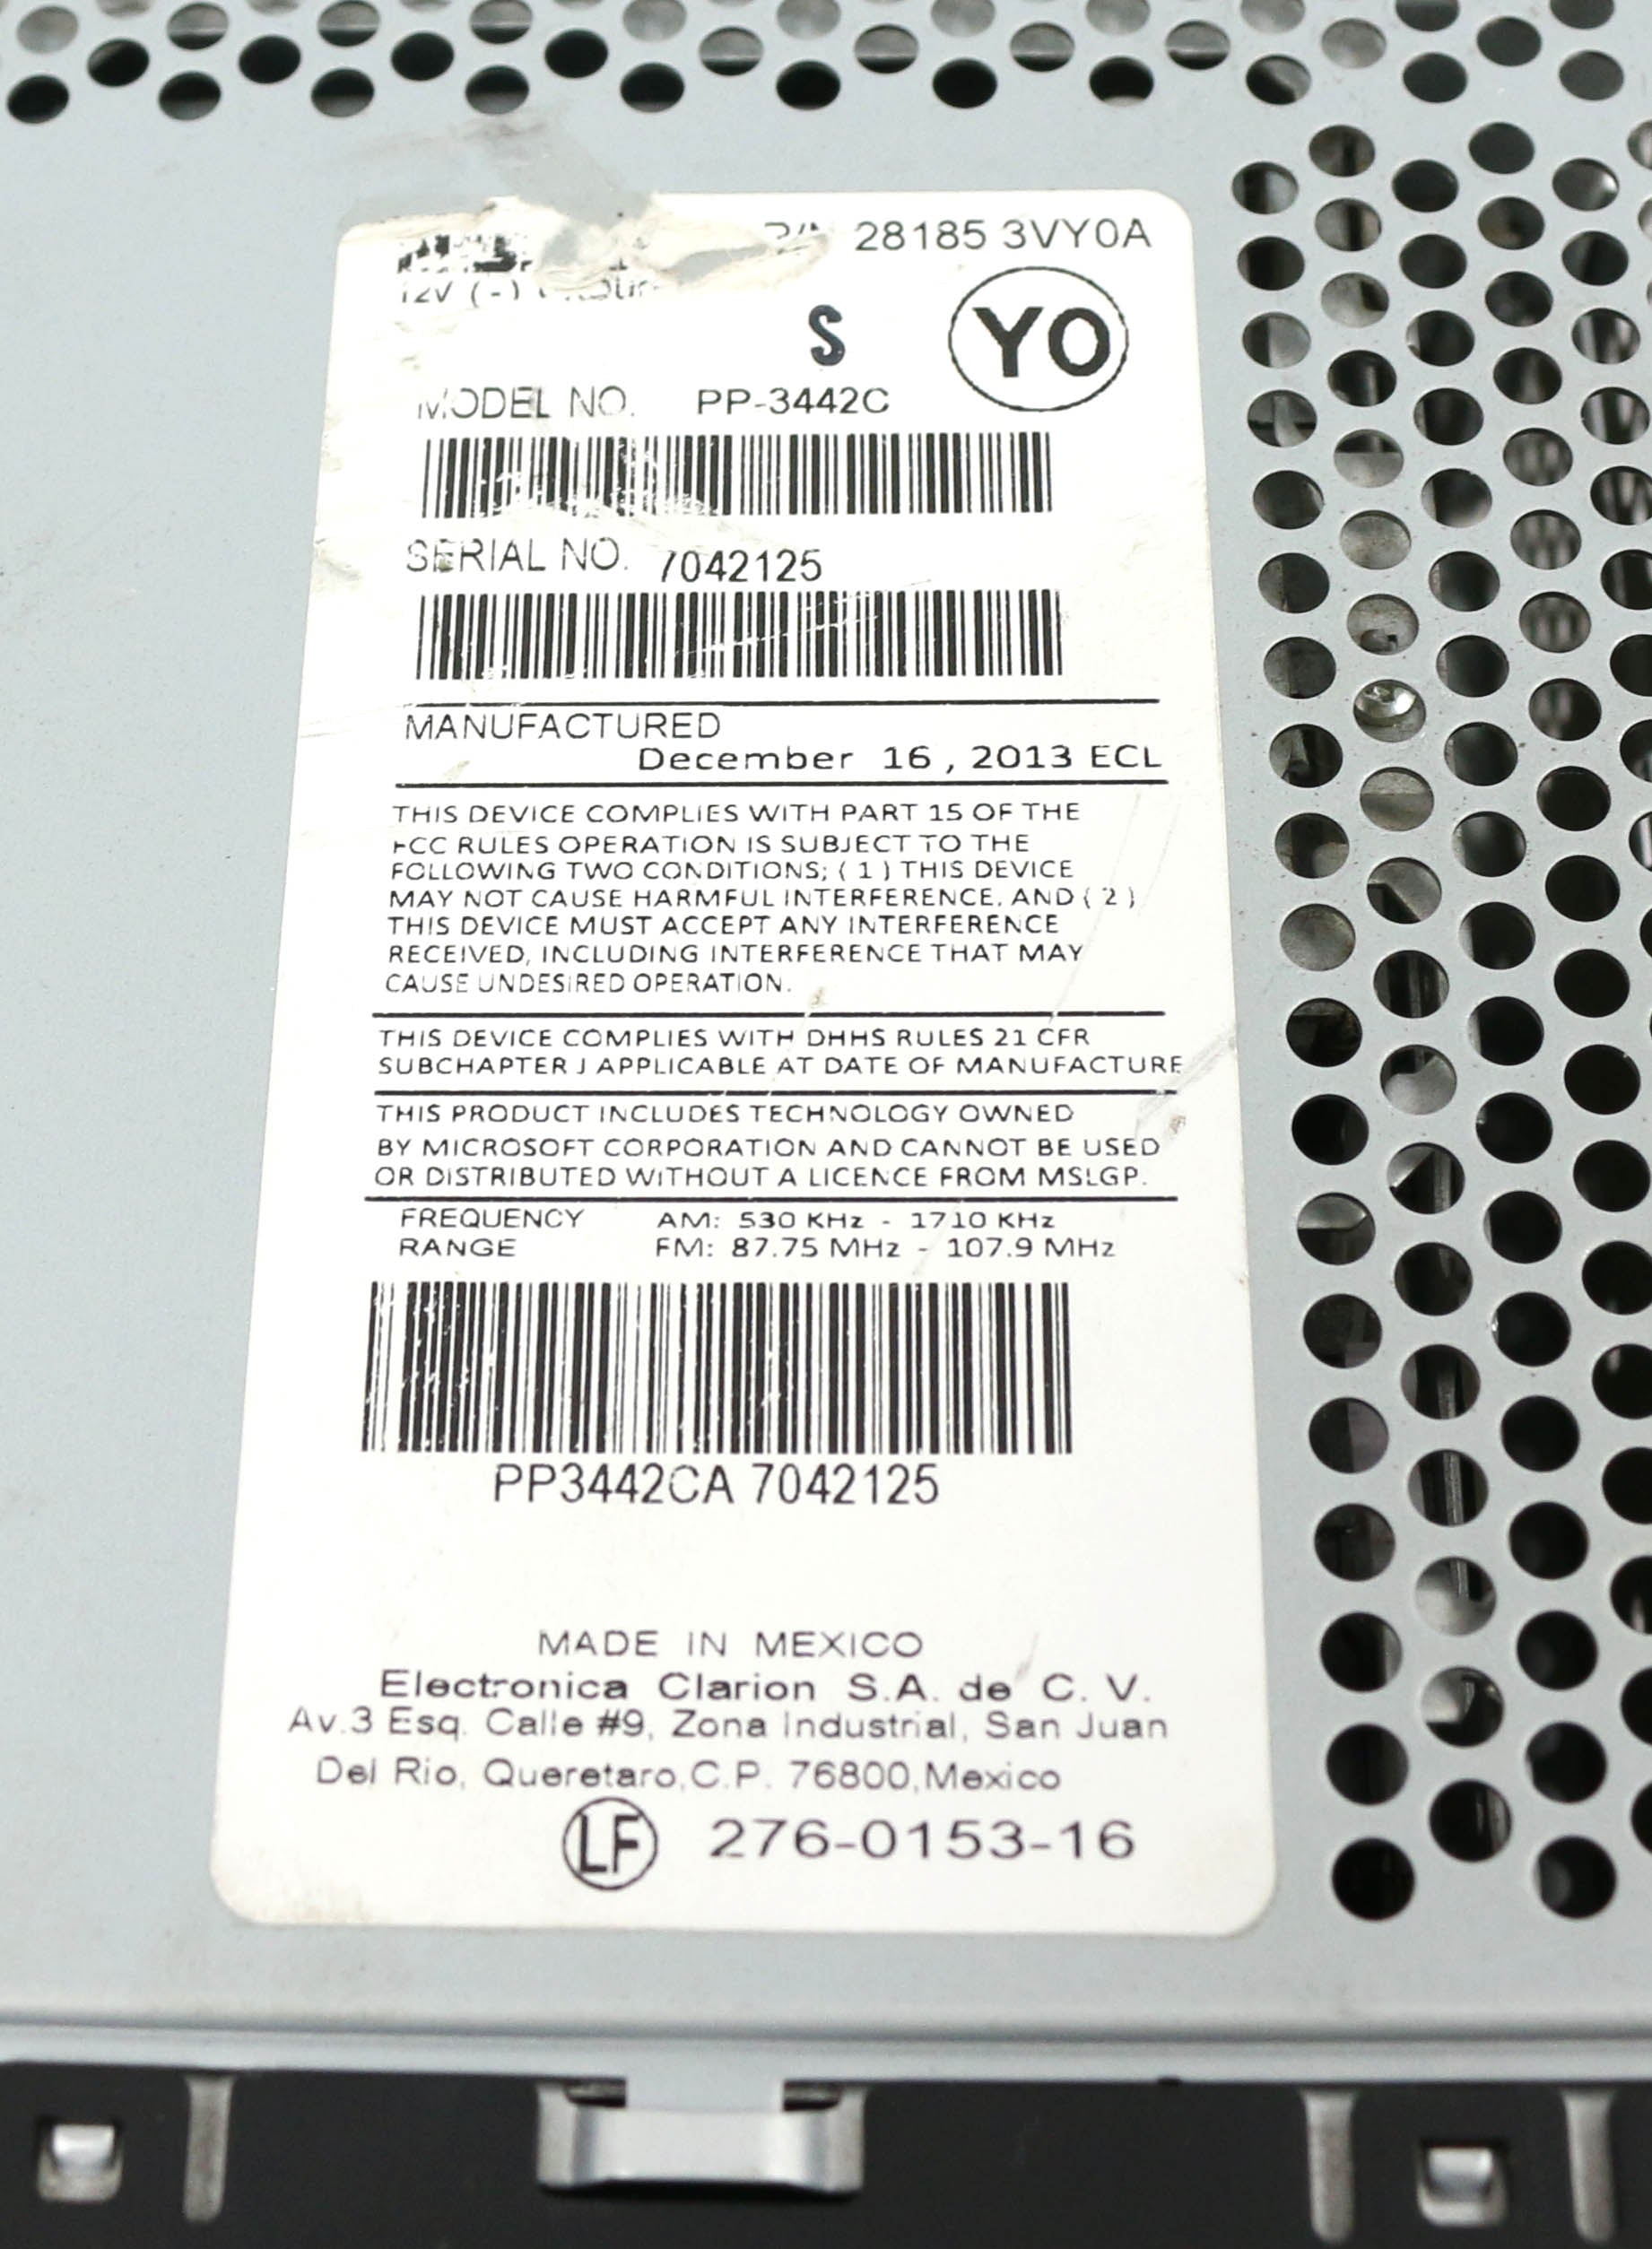 28185 3VY0A
12V (-)
S
YO
MODEL NO. PP-3442C
SERIAL NO. 7042125
MANUFACTURED
December 16 , 2013 ECL
THIS DEVICE COMPLIES WITH PART 15 OF THE
FCC RULES OPERATION IS SUBJECT TO THE
FOLLOWING TWO CONDITIONS; ( 1 ) THIS DEVICE
MAY NOT CAUSE HARMFUL INTERFERENCE. AND ( 2 )
THIS DEVICE MUST ACCEPT ANY INTERFERENCE
RECEIVED, INCLUDING INTERFERENCE THAT MAY
CAUSE UNDESIRED OPERATION.
THIS DEVICE COMPLIES WITH DHHS RULES 21 CFR
SUBCHAPTER J APPLICABLE AT DATE OF MANUFACTURE
THIS PRODUCT INCLUDES TECHNOLOGY OWNED
BY MICROSOFT CORPORATION AND CANNOT BE USED
OR DISTRIBUTED WITHOUT A LICENCE FROM MSLGP.
FREQUENCY AM: 530 KHz - 1710 KHz
RANGE FM: 87.75 MHz - 107.9 MHz
PP3442CA 7042125
MADE IN MEXICO
Electronica Clarion S.A. de C. V.
Av.3 Esq. Calle #9, Zona Industrial, San Juan
Del Rio, Queretaro,C.P. 76800,Mexico
LF 276-0153-16